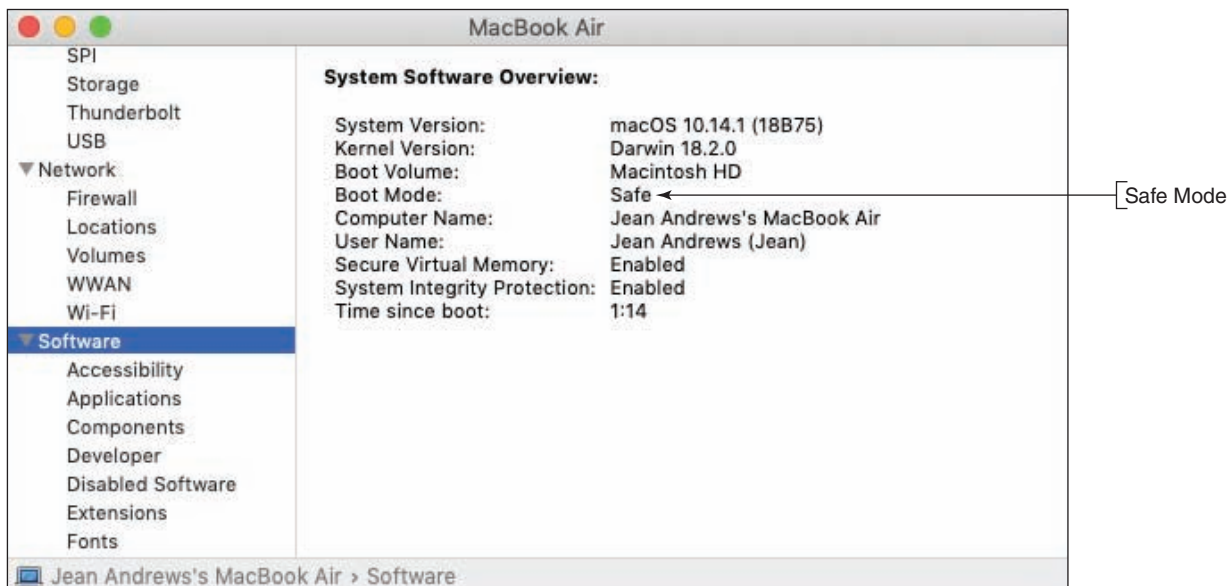 MacBook Air
SPI
Storage
Thunderbolt
USB
Network
Firewall
Locations
Volumes
WWAN
Wi-Fi
Software
Accessibility
Applications
Components
Developer
Disabled Software
Extensions
Fonts
System Software Overview:
System Version: macOS 10.14.1 (18B75)
Kernel Version: Darwin 18.2.0
Boot Volume: Macintosh HD
Boot Mode: Safe
Computer Name: Jean Andrews's MacBook Air
User Name: Jean Andrews (Jean)
Secure Virtual Memory: Enabled
System Integrity Protection: Enabled
Time since boot: 1:14
Safe Mode
Jean Andrews's MacBook Air › Software